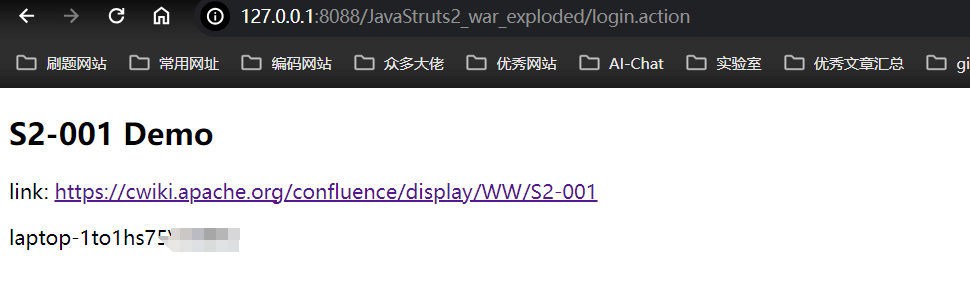 127.0.0.1:8088/JavaStruts2_war_exploded/login.action
刷题网站 常用网址 编码网站 众多大佬 优秀网站 AI-Chat 实验室 优秀文章汇总 gi
S2-001 Demo
link: https://cwiki.apache.org/confluence/display/WW/S2-001
laptop-1to1hs75